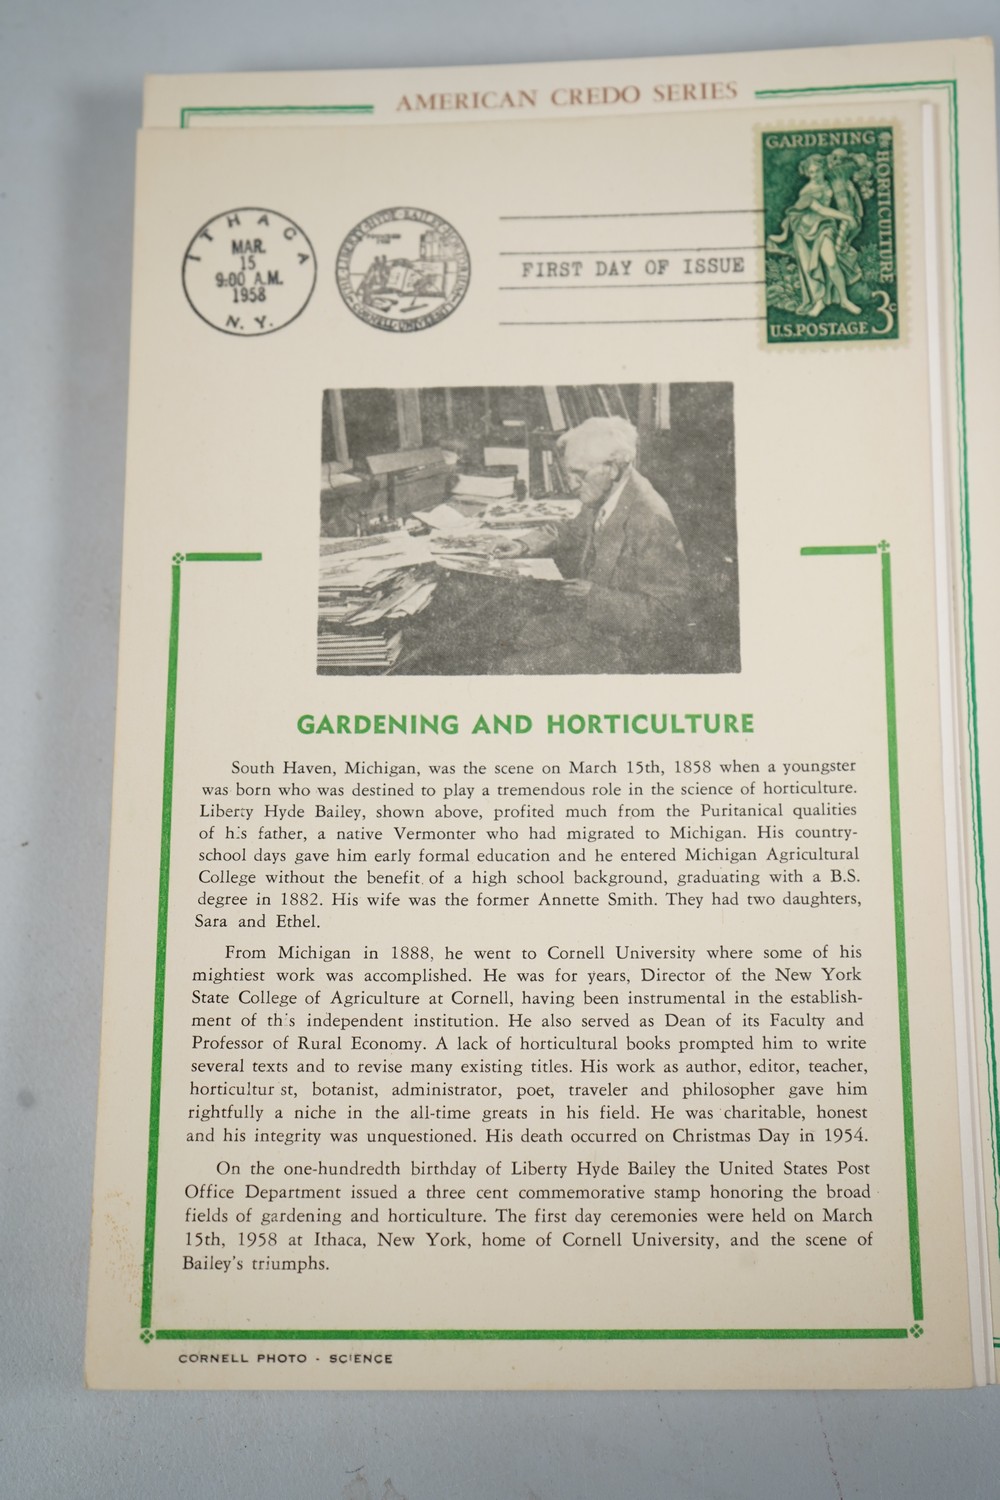 AMERICAN CREDO SERIES
GARDENING
HORTICULTURE
U.S.POSTAGE 3c
ITHACA
MAR.
15
9:00 A.M.
1958
N. Y.
THE LIBERTY HYDE BAILEY HORTORIUM
CORNELL UNIVERSITY
FIRST DAY OF ISSUE
GARDENING AND HORTICULTURE
South Haven, Michigan, was the scene on March 15th, 1858 when a youngster
was born who was destined to play a tremendous role in the science of horticulture.
Liberty Hyde Bailey, shown above, profited much from the Puritanical qualities
of his father, a native Vermonter who had migrated to Michigan. His country-
school days gave him early formal education and he entered Michigan Agricultural
College without the benefit of a high school background, graduating with a B.S.
degree in 1882. His wife was the former Annette Smith. They had two daughters,
Sara and Ethel.
From Michigan in 1888, he went to Cornell University where some of his
mightiest work was accomplished. He was for years, Director of the New York
State College of Agriculture at Cornell, having been instrumental in the establish-
ment of this independent institution. He also served as Dean of its Faculty and
Professor of Rural Economy. A lack of horticultural books prompted him to write
several texts and to revise many existing titles. His work as author, editor, teacher,
horticulturist, botanist, administrator, poet, traveler and philosopher gave him
rightfully a niche in the all-time greats in his field. He was charitable, honest
and his integrity was unquestioned. His death occurred on Christmas Day in 1954.
On the one-hundredth birthday of Liberty Hyde Bailey the United States Post
Office Department issued a three cent commemorative stamp honoring the broad
fields of gardening and horticulture. The first day ceremonies were held on March
15th, 1958 at Ithaca, New York, home of Cornell University, and the scene of
Bailey's triumphs.
CORNELL PHOTO - SCIENCE